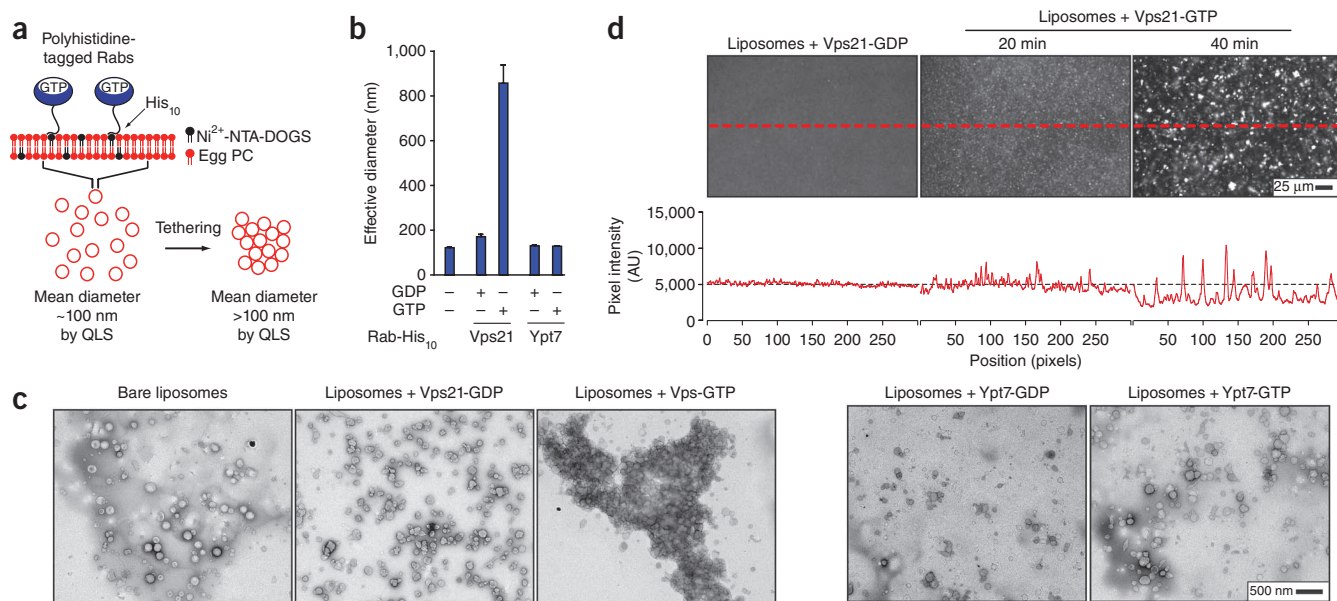 a
Polyhistidine-
tagged Rabs
GTP GTP
His10
Ni2+-NTA-DOGS
Egg PC
Tethering
Mean diameter
~100 nm
by QLS
Mean diameter
>100 nm
by QLS
b
Effective diameter (nm)
1,000
800
600
400
200
0
GDP – + – + –
GTP – – + – +
Rab-His10 – Vps21 Ypt7
d
Liposomes + Vps21-GDP
Liposomes + Vps21-GTP
20 min 40 min
25 μm
Pixel intensity
(AU)
15,000
10,000
5,000
0
0 50 100 150 200 250 50 100 150 200 250 50 100 150 200 250
Position (pixels)
c
Bare liposomes
Liposomes + Vps21-GDP
Liposomes + Vps-GTP
Liposomes + Ypt7-GDP
Liposomes + Ypt7-GTP
500 nm